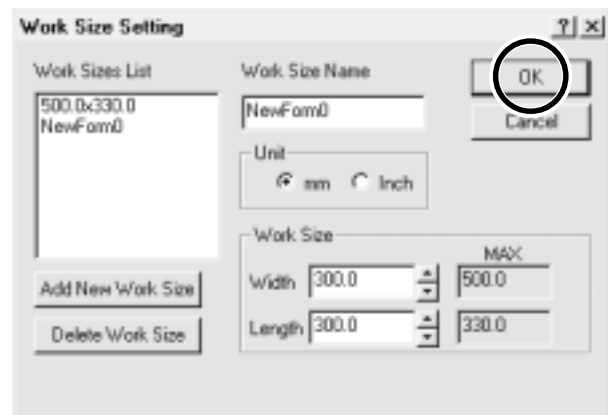 Work Size Setting
Work Sizes List
500.0x330.0
NewForm0
Add New Work Size
Delete Work Size
Work Size Name
NewForm0
Unit
mm Inch
Work Size
MAX
Width 300.0 500.0
Length 300.0 330.0
OK
Cancel